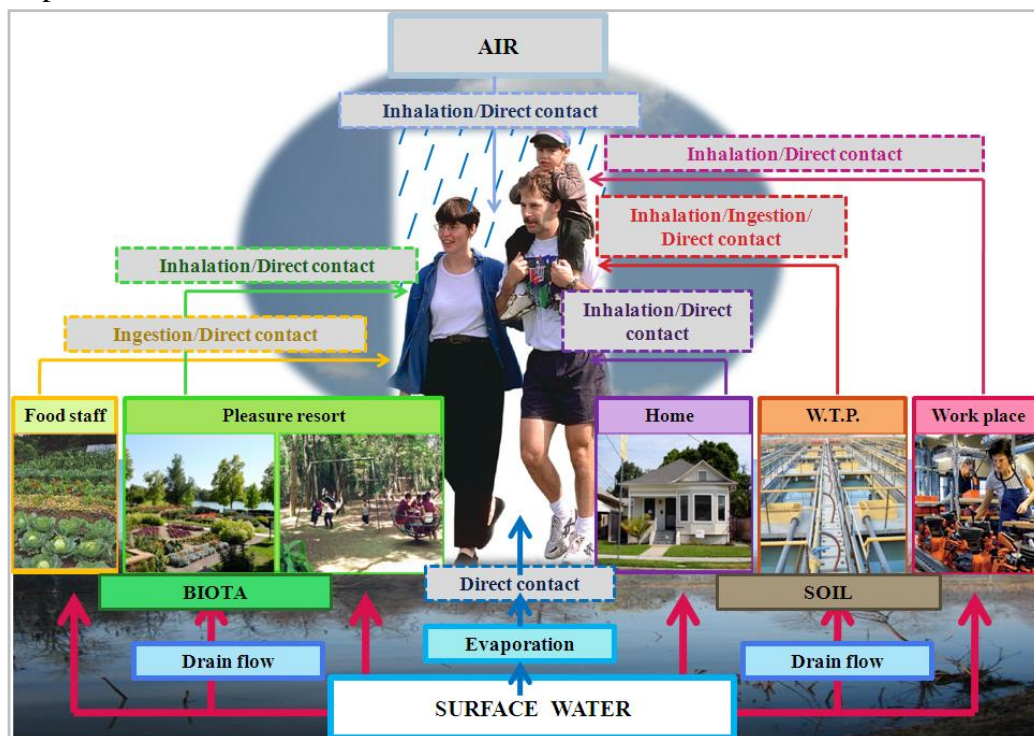 AIR
Inhalation/Direct contact
Inhalation/Direct contact
Inhalation/Ingestion/
Direct contact
Inhalation/Direct contact
Inhalation/Direct
contact
Ingestion/Direct contact
Food staff
Pleasure resort
Home
W.T.P.
Work place
Direct contact
BIOTA
SOIL
Evaporation
Drain flow
Drain flow
SURFACE WATER